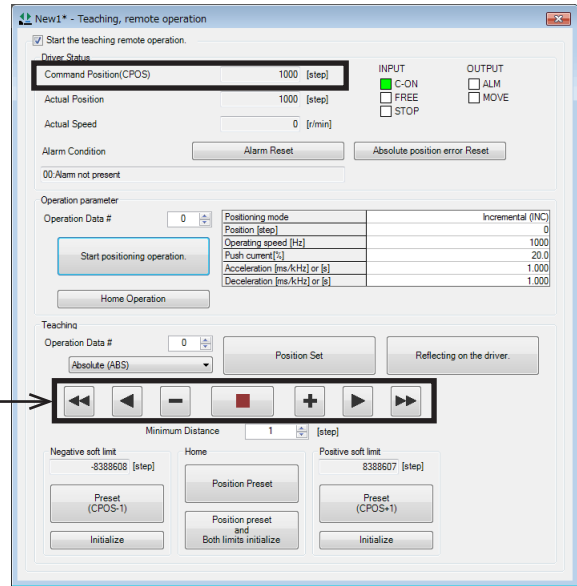 New1* - Teaching, remote operation
Start the teaching remote operation.
Driver Status
Command Position(CPOS) 1000 [step]
INPUT OUTPUT
C-ON ALM
Actual Position 1000 [step]
FREE MOVE
STOP
Actual Speed 0 [r/min]
Alarm Condition Alarm Reset Absolute position error Reset
00:Alarm not present
Operation parameter
Operation Data # 0
Positioning mode Incremental (INC)
Position [step] 0
Operating speed [Hz] 1000
Push current[%] 20.0
Acceleration [ms/kHz] or [s] 1.000
Deceleration [ms/kHz] or [s] 1.000
Start positioning operation.
Home Operation
Teaching
Operation Data # 0
Absolute (ABS)
Position Set
Reflecting on the driver.
Minimum Distance 1 [step]
Negative soft limit Home Positive soft limit
-8388608 [step] 8388607 [step]
Position Preset
Preset
(CPOS-1)
Preset
(CPOS+1)
Position preset
and
Both limits initialize
Initialize Initialize